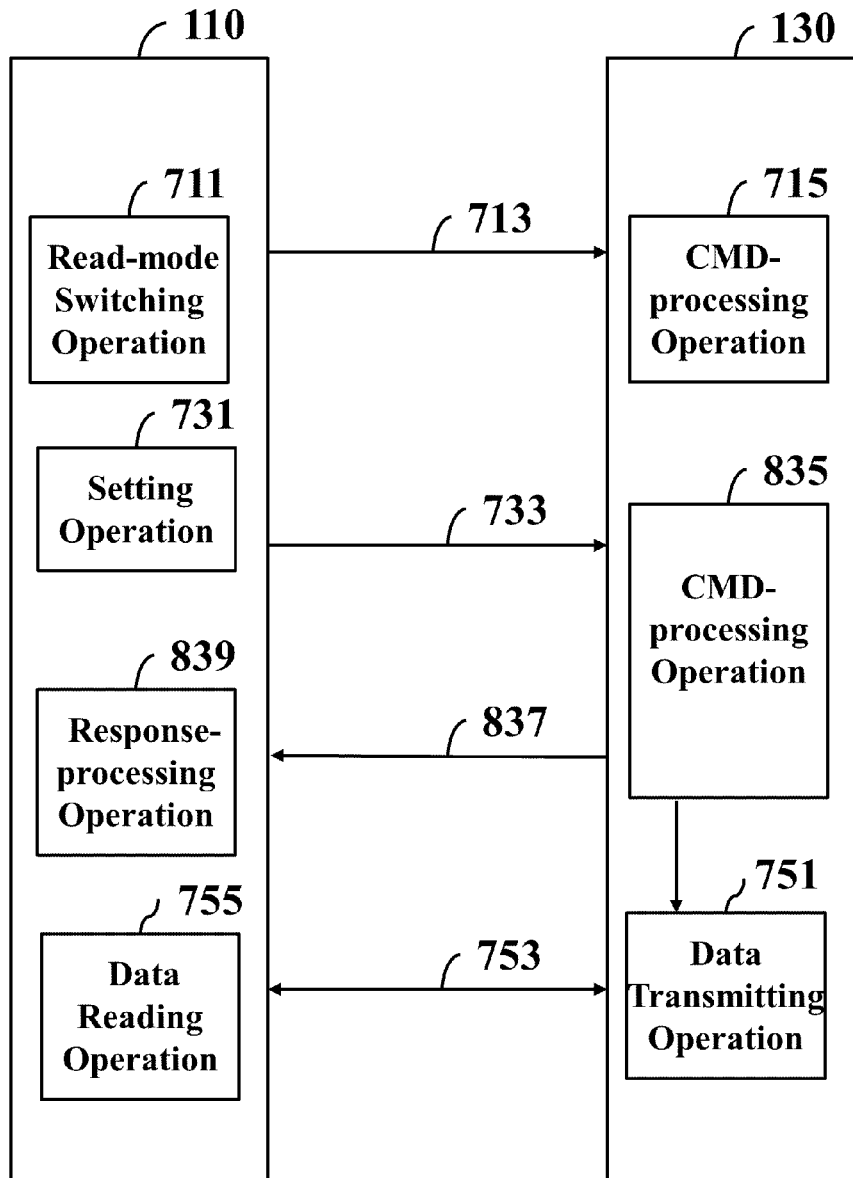 110
130
711
Read-mode
Switching
Operation
713
715
CMD-
processing
Operation
731
Setting
Operation
733
835
CMD-
processing
Operation
839
Response-
processing
Operation
837
755
Data
Reading
Operation
753
751
Data
Transmitting
Operation